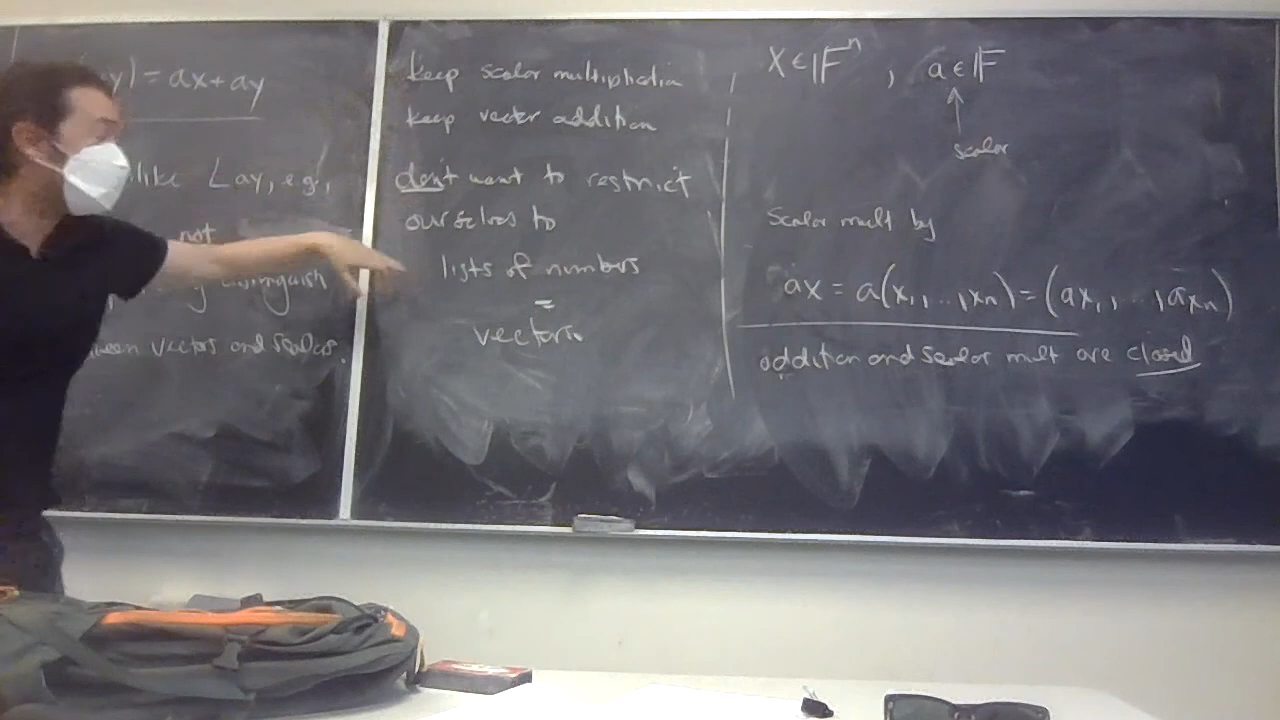 y) = ax + ay
like Lay, e.g.,
not
distinguish
between vectors and scalars.
keep scalar multiplication
keep vector addition
don't want to restrict
ourselves to
lists of numbers
=
vectors.
x ∈ 𝔽ⁿ , a ∈ 𝔽
↑
scalar
Scalar mult by
ax = a(x₁, ..., xₙ) = (ax₁, ..., axₙ)
addition and scalar mult are closed